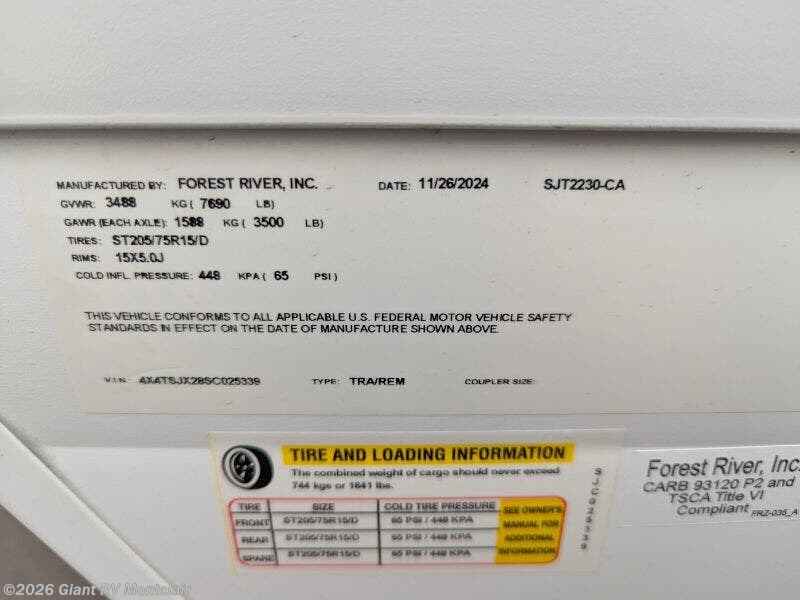 MANUFACTURED BY: FOREST RIVER, INC. DATE: 11/26/2024 SJT2230-CA
GVWR: 3488 KG ( 7690 LB)
GAWR (EACH AXLE): 1588 KG ( 3500 LB)
TIRES: ST205/75R15/D
RIMS: 15X5.0J
COLD INFL. PRESSURE: 448 KPA ( 65 PSI)
THIS VEHICLE CONFORMS TO ALL APPLICABLE U.S. FEDERAL MOTOR VEHICLE SAFETY
STANDARDS IN EFFECT ON THE DATE OF MANUFACTURE SHOWN ABOVE.
V.I.N.: 4X4TSJX28SC025339 TYPE: TRA/REM COUPLER SIZE:
TIRE AND LOADING INFORMATION
The combined weight of cargo should never exceed
744 kgs or 1641 lbs.
TIRE SIZE COLD TIRE PRESSURE
FRONT ST205/75R15/D 65 PSI / 448 KPA
REAR ST205/75R15/D 65 PSI / 448 KPA
SPARE ST205/75R15/D 65 PSI / 448 KPA
SEE OWNER'S
MANUAL FOR
ADDITIONAL
INFORMATION.
SJC025339
Forest River, Inc.
CARB 93120 P2 and
TSCA Title VI
Compliant FRZ-035_A
©2026 Giant RV Montclair